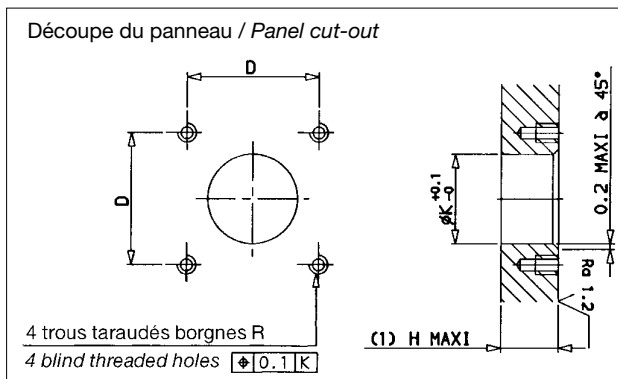 Découpe du panneau / Panel cut-out
D
D
ØK +0.1 -0
0.2 MAXI à 45°
Ra 1.2
(1) H MAXI
4 trous taraudés borgnes R
4 blind threaded holes ⌖ 0.1 K